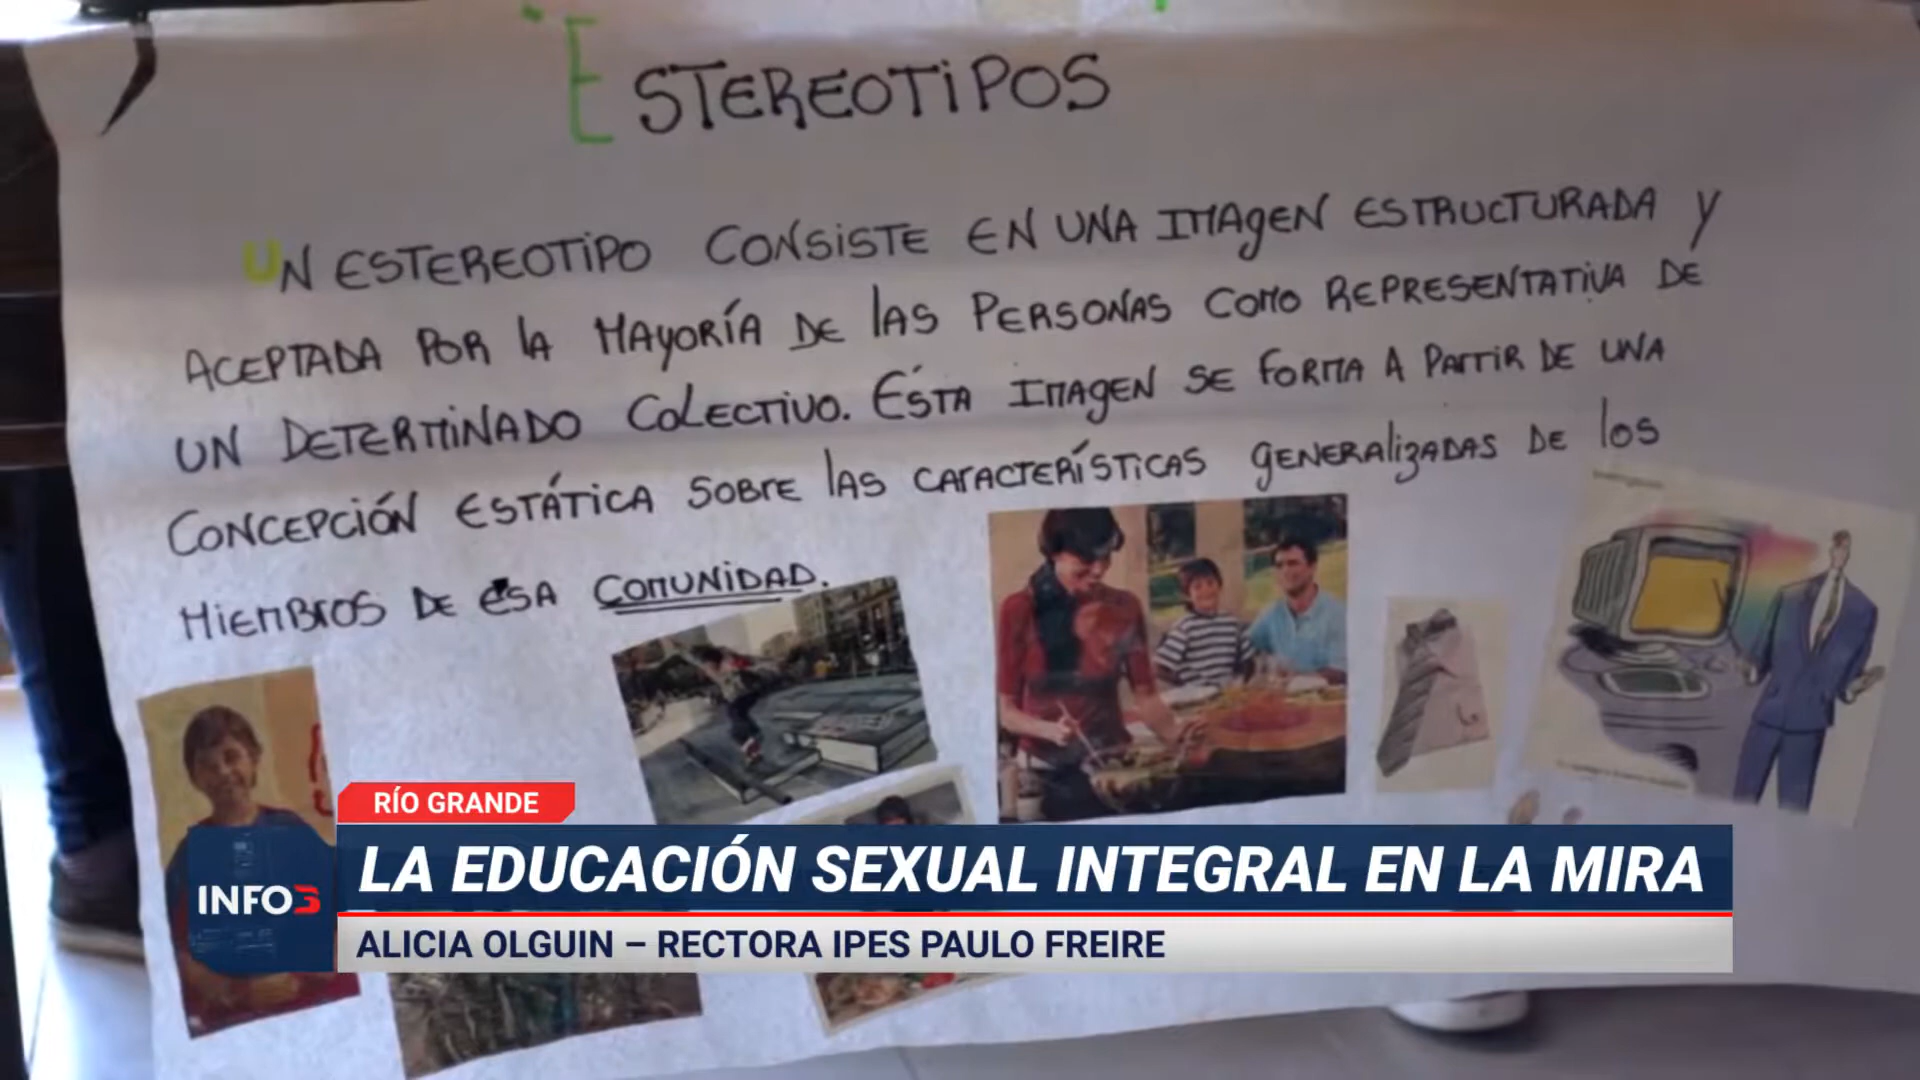 ESTEREOTIPOS
UN ESTEREOTIPO CONSISTE EN UNA IMAGEN ESTRUCTURADA Y
ACEPTADA POR LA MAYORÍA DE LAS PERSONAS COMO REPRESENTATIVA DE
UN DETERMINADO COLECTIVO. ÉSTA IMAGEN SE FORMA A PARTIR DE UNA
CONCEPCIÓN ESTÁTICA SOBRE LAS CARACTERÍSTICAS GENERALIZADAS DE LOS
MIEMBROS DE ESA COMUNIDAD.
RÍO GRANDE
LA EDUCACIÓN SEXUAL INTEGRAL EN LA MIRA
INFO3
ALICIA OLGUIN – RECTORA IPES PAULO FREIRE